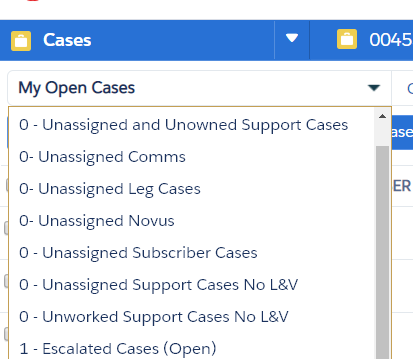 Cases
0045
My Open Cases
0 - Unassigned and Unowned Support Cases
0- Unassigned Comms
0- Unassigned Leg Cases
0 - Unassigned Novus
0 - Unassigned Subscriber Cases
0 - Unassigned Support Cases No L&V
0 - Unworked Support Cases No L&V
1 - Escalated Cases (Open)
ase
ER